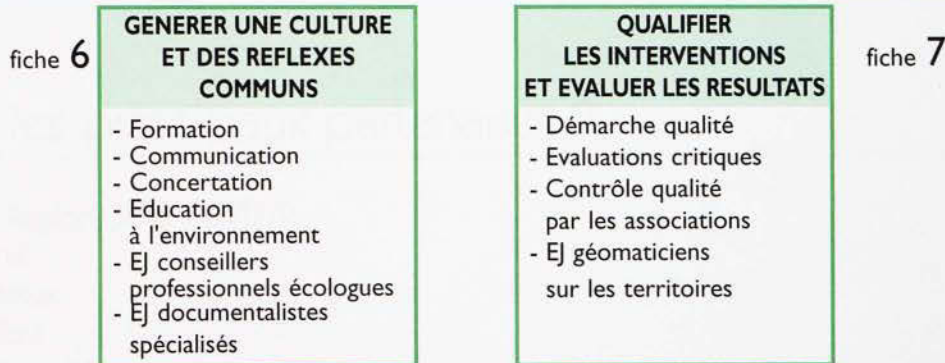 fiche 6
GENERER UNE CULTURE
ET DES REFLEXES
COMMUNS
- Formation
- Communication
- Concertation
- Education
à l'environnement
- EJ conseillers
professionnels écologues
- EJ documentalistes
spécialisés
QUALIFIER
LES INTERVENTIONS
ET EVALUER LES RESULTATS
fiche 7
- Démarche qualité
- Evaluations critiques
- Contrôle qualité
par les associations
- EJ géomaticiens
sur les territoires